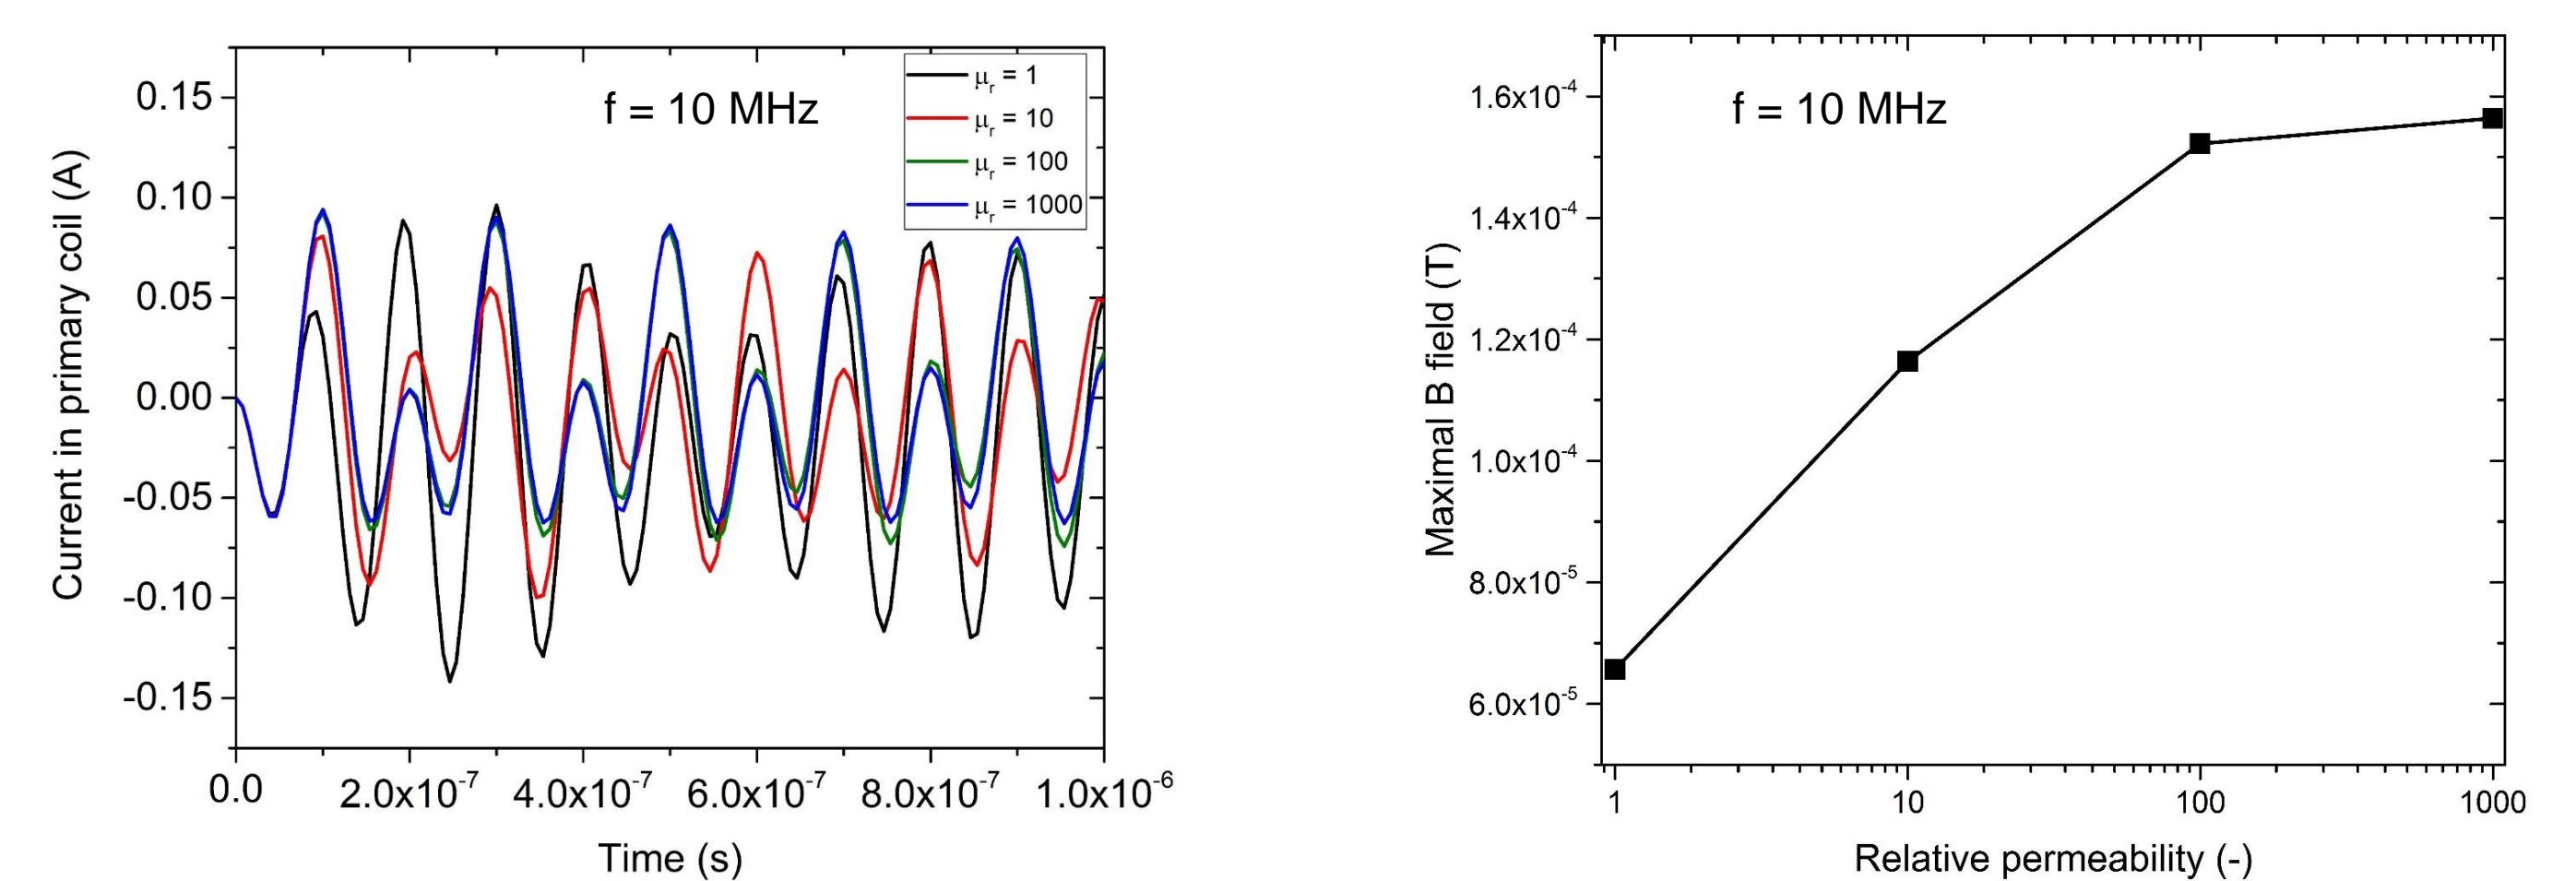 f = 10 MHz
μr = 1
μr = 10
μr = 100
μr = 1000
Current in primary coil (A)
0.15
0.10
0.05
0.00
-0.05
-0.10
-0.15
0.0 2.0x10-7 4.0x10-7 6.0x10-7 8.0x10-7 1.0x10-6
Time (s)
f = 10 MHz
Maximal B field (T)
1.6x10-4
1.4x10-4
1.2x10-4
1.0x10-4
8.0x10-5
6.0x10-5
1 10 100 1000
Relative permeability (-)